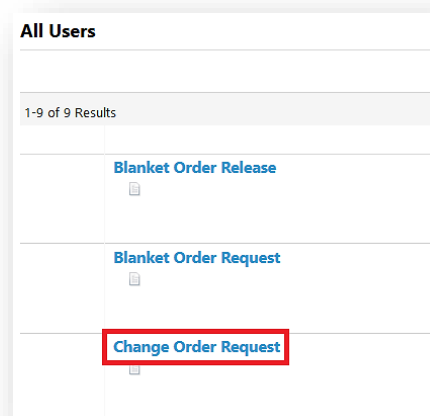 All Users
1-9 of 9 Results
Blanket Order Release
Blanket Order Request
Change Order Request